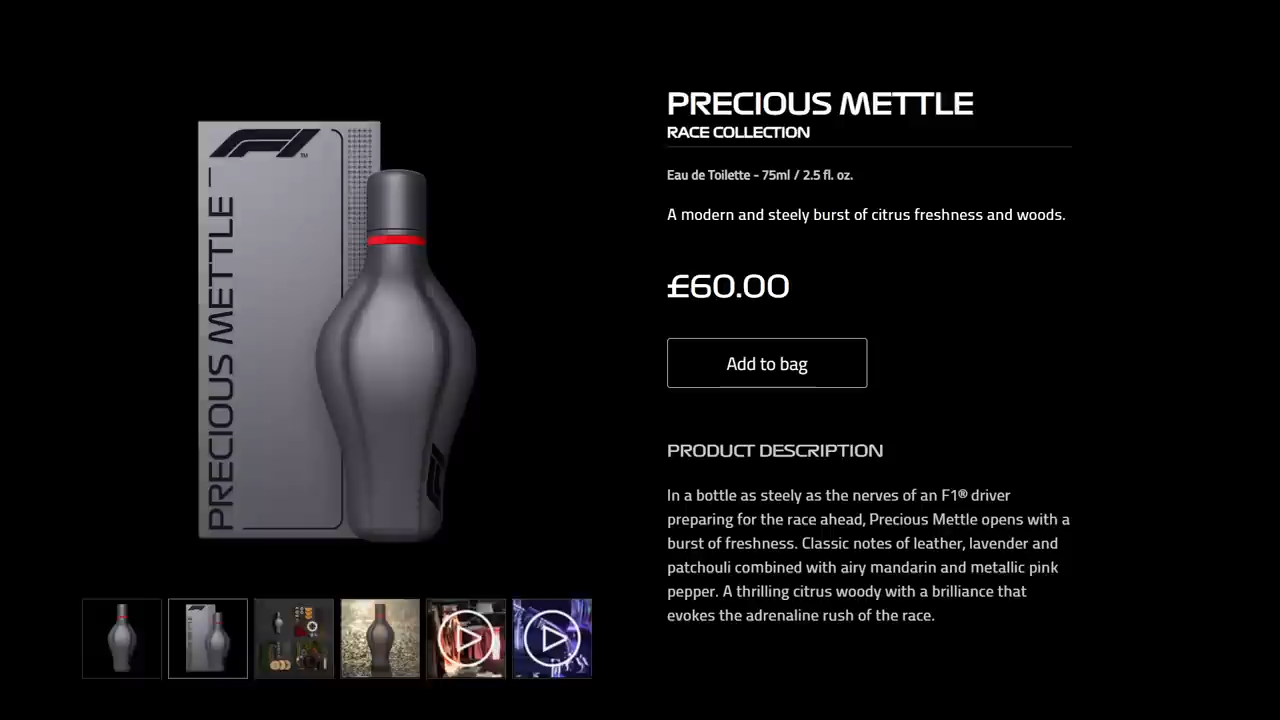 F1™
PRECIOUS METTLE
F1
PRECIOUS METTLE
RACE COLLECTION
Eau de Toilette - 75ml / 2.5 fl. oz.
A modern and steely burst of citrus freshness and woods.
£60.00
Add to bag
PRODUCT DESCRIPTION
In a bottle as steely as the nerves of an F1® driver
preparing for the race ahead, Precious Mettle opens with a
burst of freshness. Classic notes of leather, lavender and
patchouli combined with airy mandarin and metallic pink
pepper. A thrilling citrus woody with a brilliance that
evokes the adrenaline rush of the race.